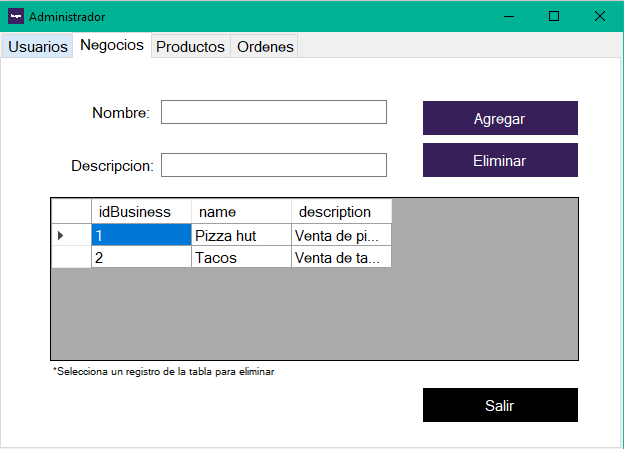 Administrador
Usuarios Negocios Productos Ordenes
Nombre:
Agregar
Descripcion:
Eliminar
idBusiness name description
1 Pizza hut Venta de pi...
2 Tacos Venta de ta...
*Selecciona un registro de la tabla para eliminar
Salir